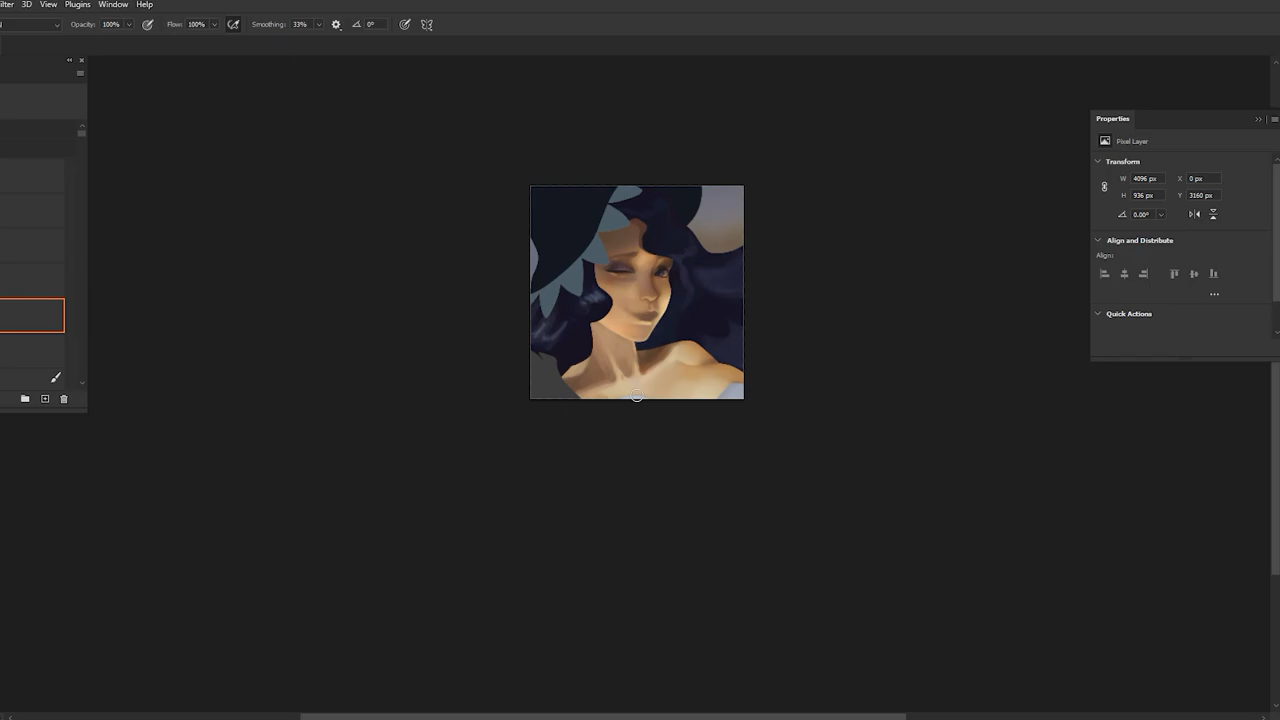 3D View Plugins Window Help
Opacity: 100% Flow: 100% Smoothing: 33% 0°
Properties
Pixel Layer
Transform
W 4096 px X 0 px
H 936 px Y 3160 px
0.00°
Align and Distribute
Align:
Quick Actions